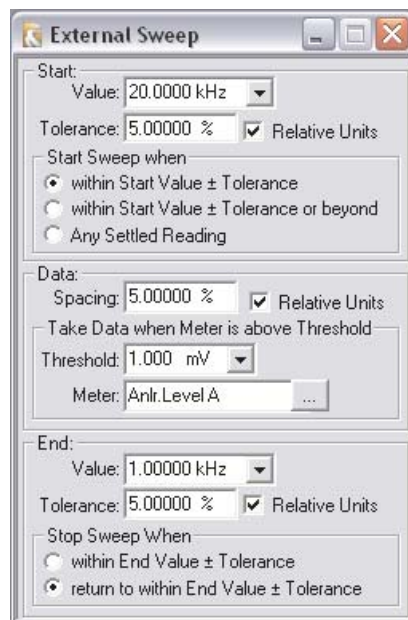 External Sweep
Start:
Value: 20.0000 kHz
Tolerance: 5.00000 % Relative Units
Start Sweep when
within Start Value ± Tolerance
within Start Value ± Tolerance or beyond
Any Settled Reading
Data:
Spacing: 5.00000 % Relative Units
Take Data when Meter is above Threshold
Threshold: 1.000 mV
Meter: Anlr.Level A ...
End:
Value: 1.00000 kHz
Tolerance: 5.00000 % Relative Units
Stop Sweep When
within End Value ± Tolerance
return to within End Value ± Tolerance